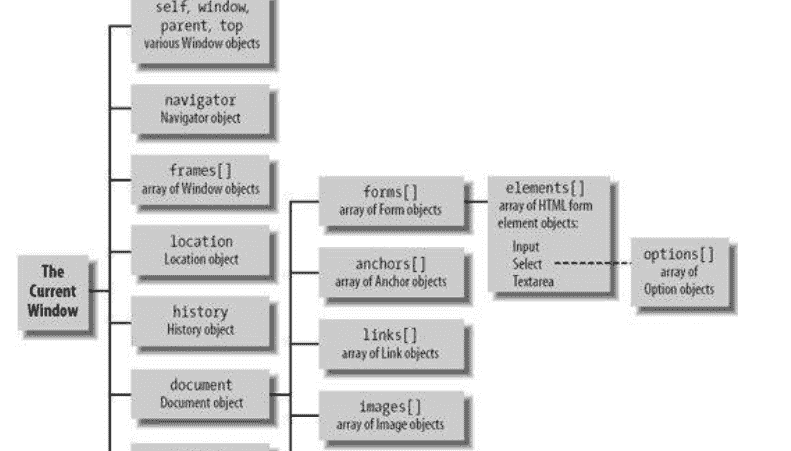 self, window,
parent, top
various Window objects
navigator
Navigator object
frames[]
array of Window objects
location
Location object
The
Current
Window
history
History object
document
Document object
forms[]
array of Form objects
anchors[]
array of Anchor objects
links[]
array of Link objects
images[]
array of Image objects
elements[]
array of HTML form
element objects:
Input
Select
Textarea
options[]
array of
Option objects